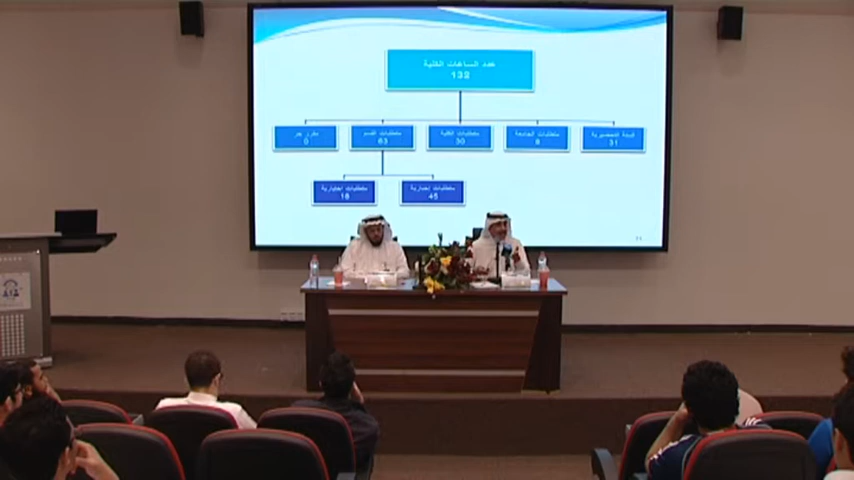 عدد الساعات الكلية
132
السنة التحضيرية
31
متطلبات الجامعة
8
متطلبات الكلية
30
متطلبات القسم
63
مقرر حر
0
متطلبات إجبارية
45
متطلبات اختيارية
18